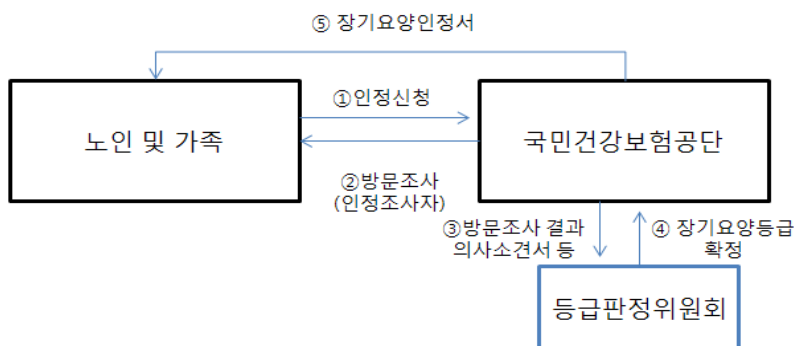 ⑤ 장기요양인정서
①인정신청
노인 및 가족
국민건강보험공단
②방문조사
(인정조사자)
③방문조사 결과
의사소견서 등
④ 장기요양등급
확정
등급판정위원회